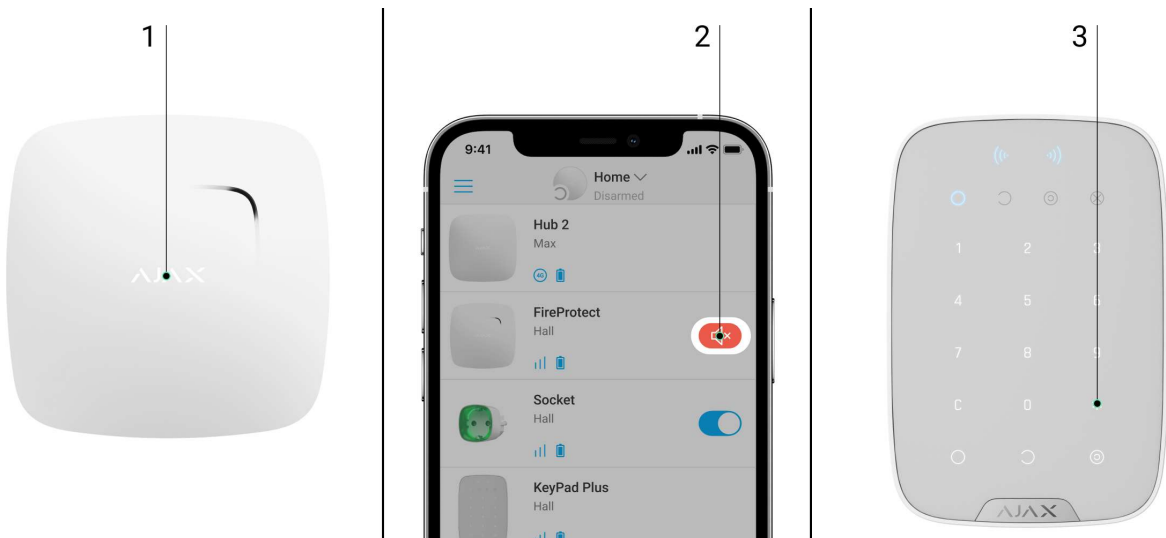 1
2
3
AJAX
9:41
Home
Disarmed
Hub 2
Max
4G
FireProtect
Hall
Socket
Hall
KeyPad Plus
Hall
1 2 3
4 5 6
7 8 9
C 0
AJAX